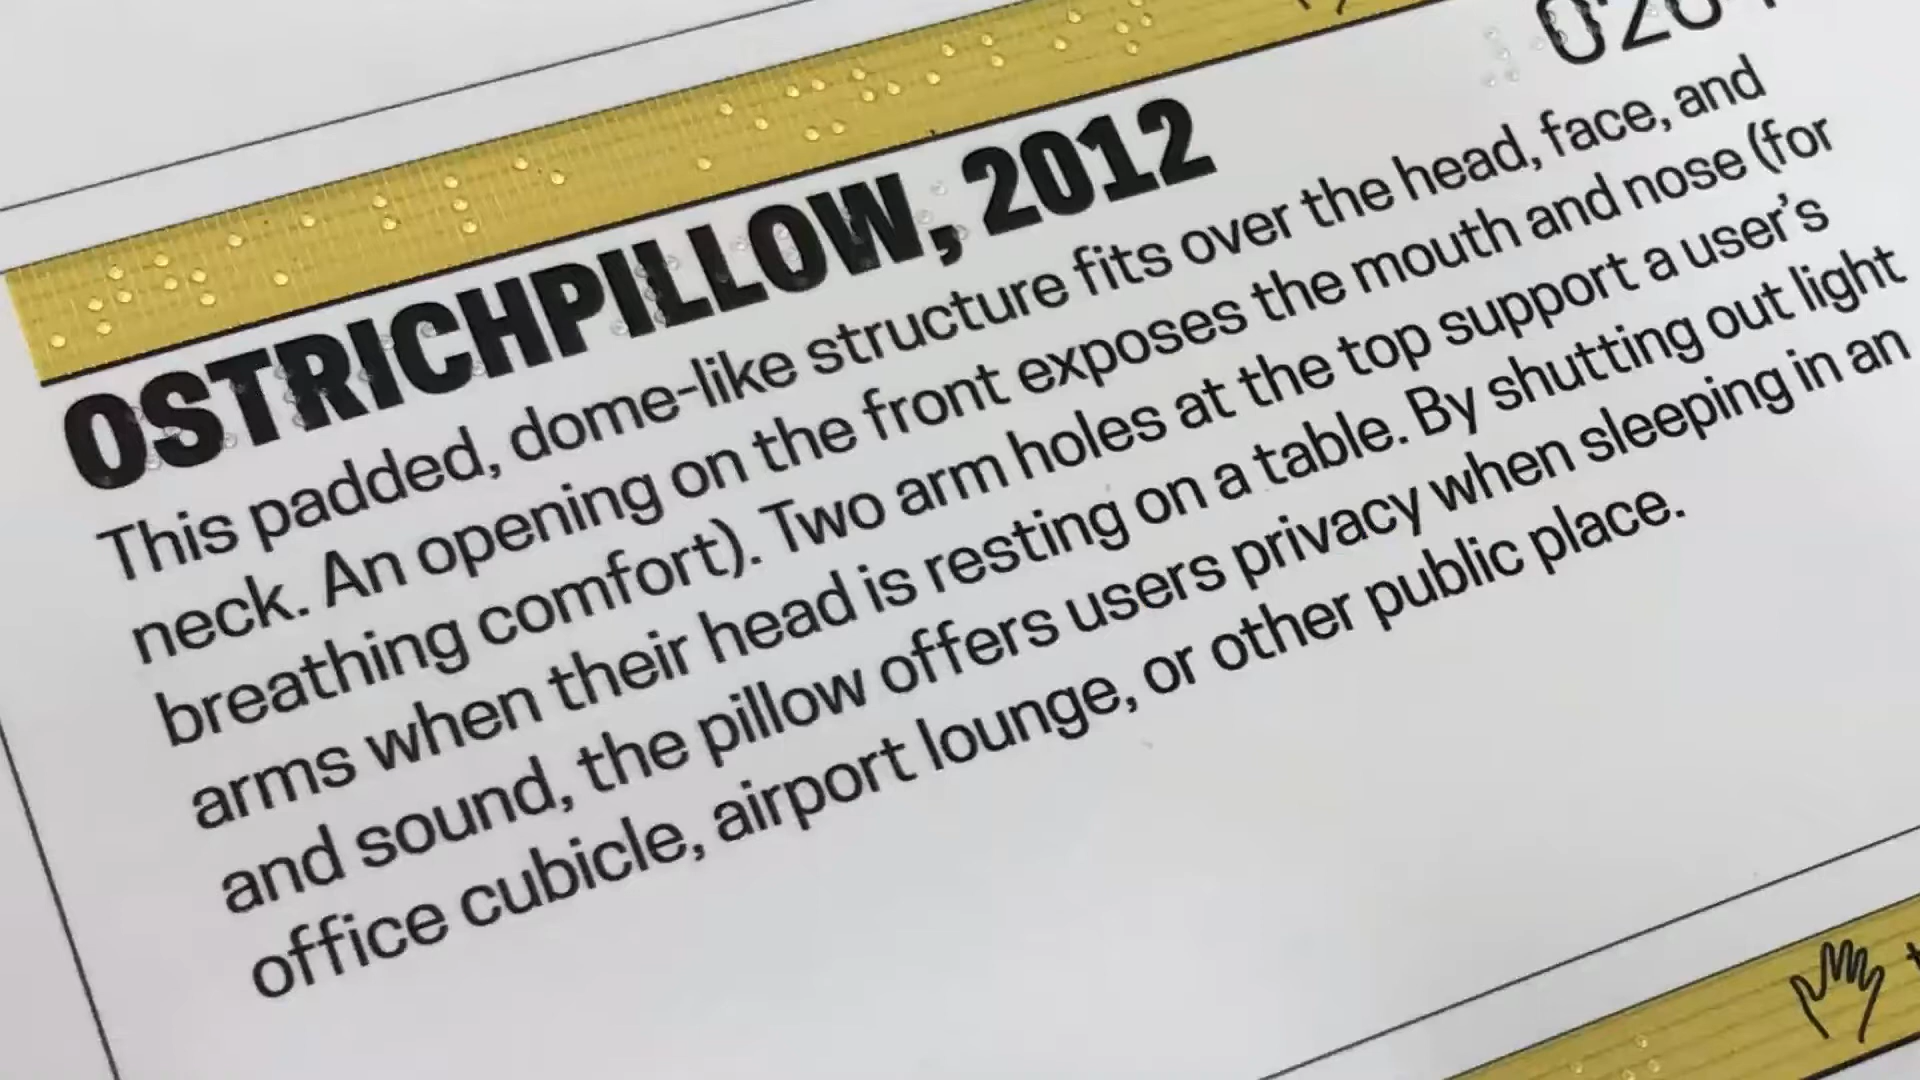 OSTRICHPILLOW, 2012
This padded, dome-like structure fits over the head, face, and
neck. An opening on the front exposes the mouth and nose (for
breathing comfort). Two arm holes at the top support a user's
arms when their head is resting on a table. By shutting out light
and sound, the pillow offers users privacy when sleeping in an
office cubicle, airport lounge, or other public place.